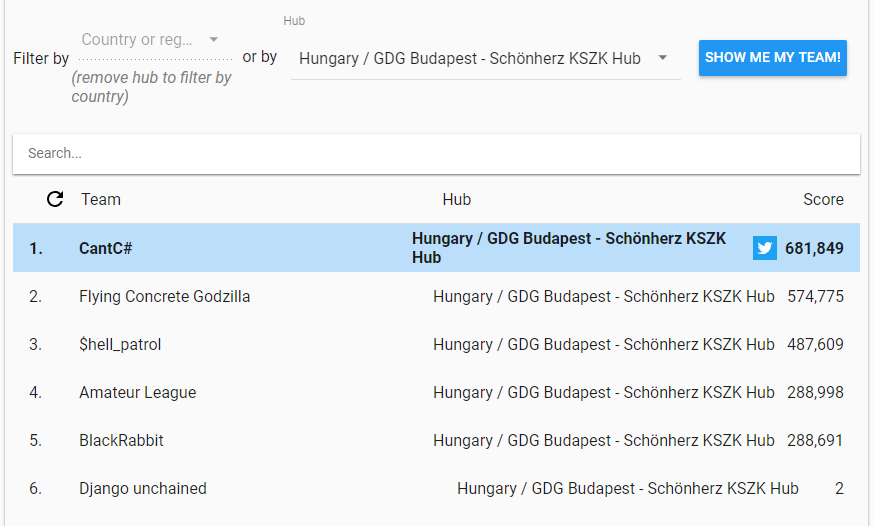 Hub
Filter by Country or reg... or by Hungary / GDG Budapest - Schönherz KSZK Hub SHOW ME MY TEAM!
(remove hub to filter by
country)
Search...
Team Hub Score
1. CantC# Hungary / GDG Budapest - Schönherz KSZK
Hub 681,849
2. Flying Concrete Godzilla Hungary / GDG Budapest - Schönherz KSZK Hub 574,775
3. $hell_patrol Hungary / GDG Budapest - Schönherz KSZK Hub 487,609
4. Amateur League Hungary / GDG Budapest - Schönherz KSZK Hub 288,998
5. BlackRabbit Hungary / GDG Budapest - Schönherz KSZK Hub 288,691
6. Django unchained Hungary / GDG Budapest - Schönherz KSZK Hub 2